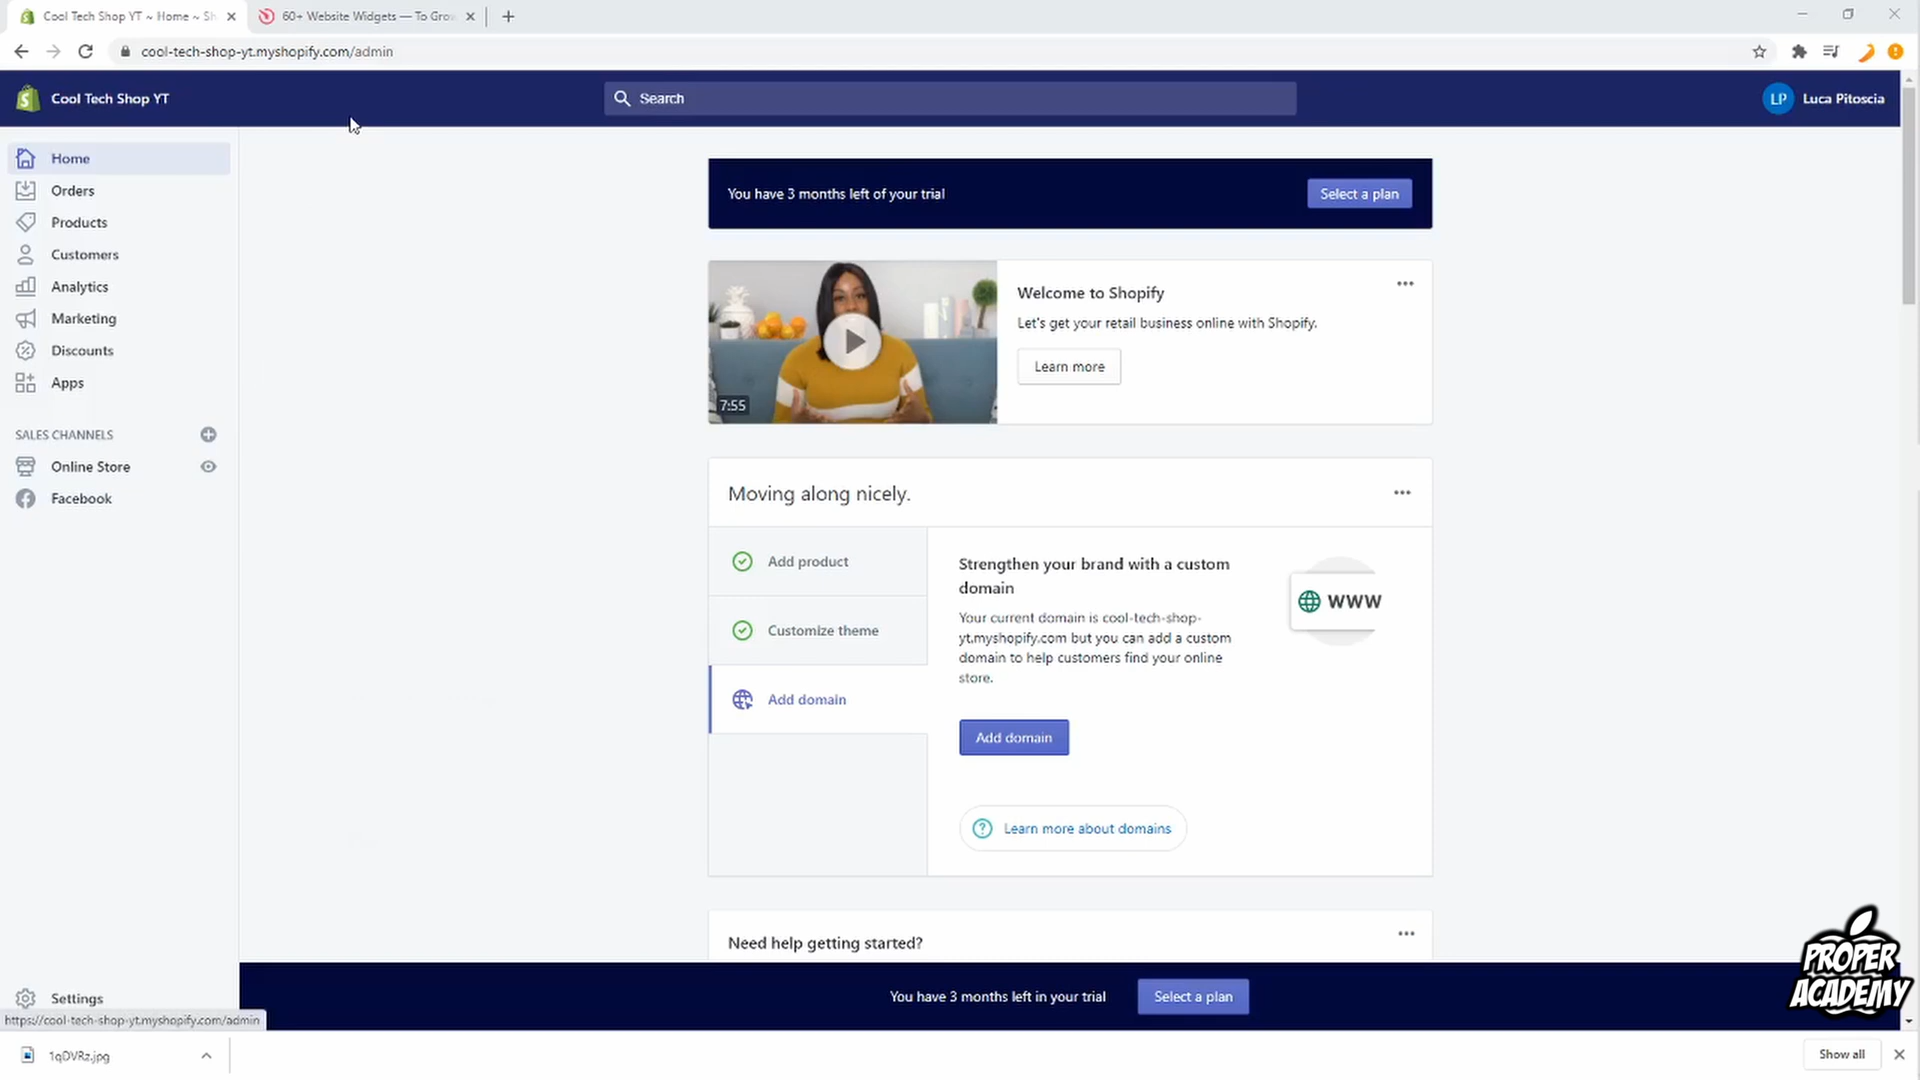 Cool Tech Shop YT ~ Home ~ Sh
60+ Website Widgets — To Grow
cool-tech-shop-yt.myshopify.com/admin
Cool Tech Shop YT
Search
LP
Luca Pitoscia
Home
Orders
Products
Customers
Analytics
Marketing
Discounts
Apps
SALES CHANNELS
Online Store
Facebook
Settings
You have 3 months left of your trial
Select a plan
7:55
Welcome to Shopify
Let's get your retail business online with Shopify.
Learn more
Moving along nicely.
Add product
Customize theme
Add domain
Strengthen your brand with a custom
domain
Your current domain is cool-tech-shop-
yt.myshopify.com but you can add a custom
domain to help customers find your online
store.
WWW
Add domain
Learn more about domains
Need help getting started?
You have 3 months left in your trial
Select a plan
PROPER
ACADEMY
https://cool-tech-shop-yt.myshopify.com/admin
1qDVRz.jpg
Show all